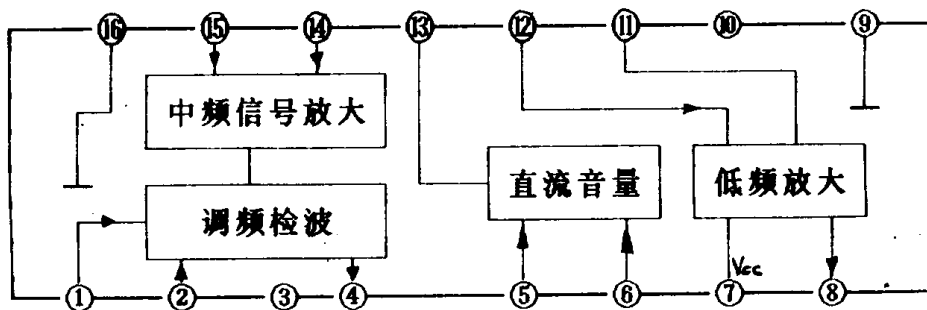 ⑯ ⑮ ⑭ ⑬ ⑫ ⑪ ⑩ ⑨
中频信号放大
直流音量
低频放大
调频检波
Vcc
① ② ③ ④ ⑤ ⑥ ⑦ ⑧